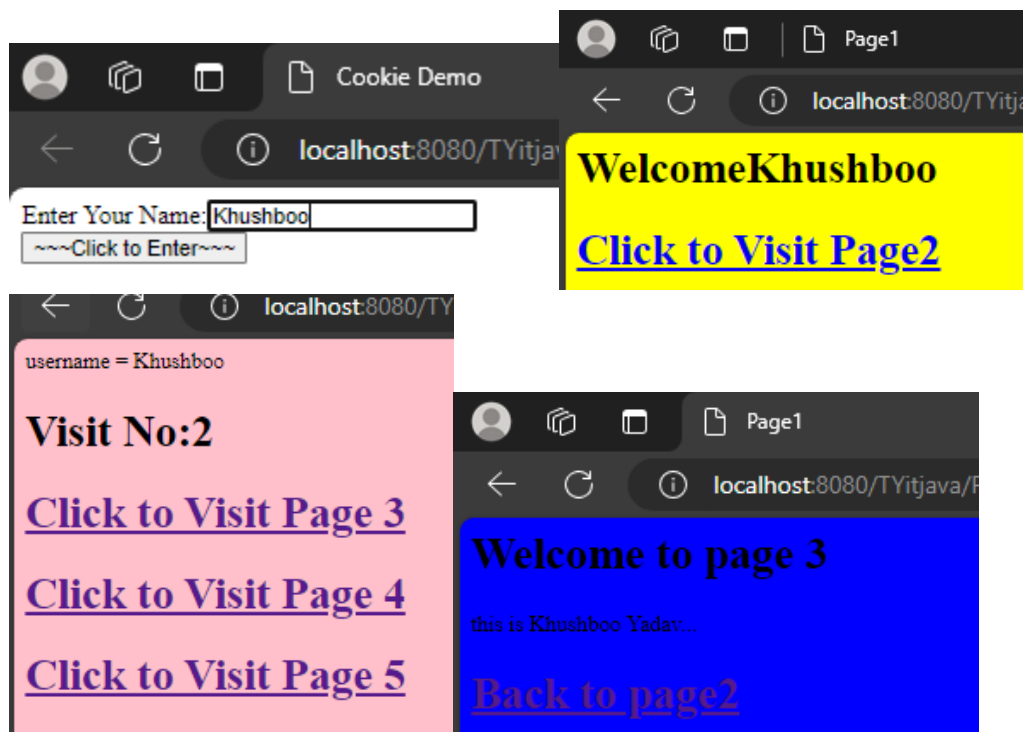 Cookie Demo
localhost:8080/TYitjav
Enter Your Name:Khushboo
~~~Click to Enter~~~
Page1
localhost:8080/TYitja
WelcomeKhushboo
Click to Visit Page2
localhost:8080/TY
username = Khushboo
Visit No:2
Click to Visit Page 3
Click to Visit Page 4
Click to Visit Page 5
Page1
localhost:8080/TYitjava/P
Welcome to page 3
this is Khushboo Yadav...
Back to page2